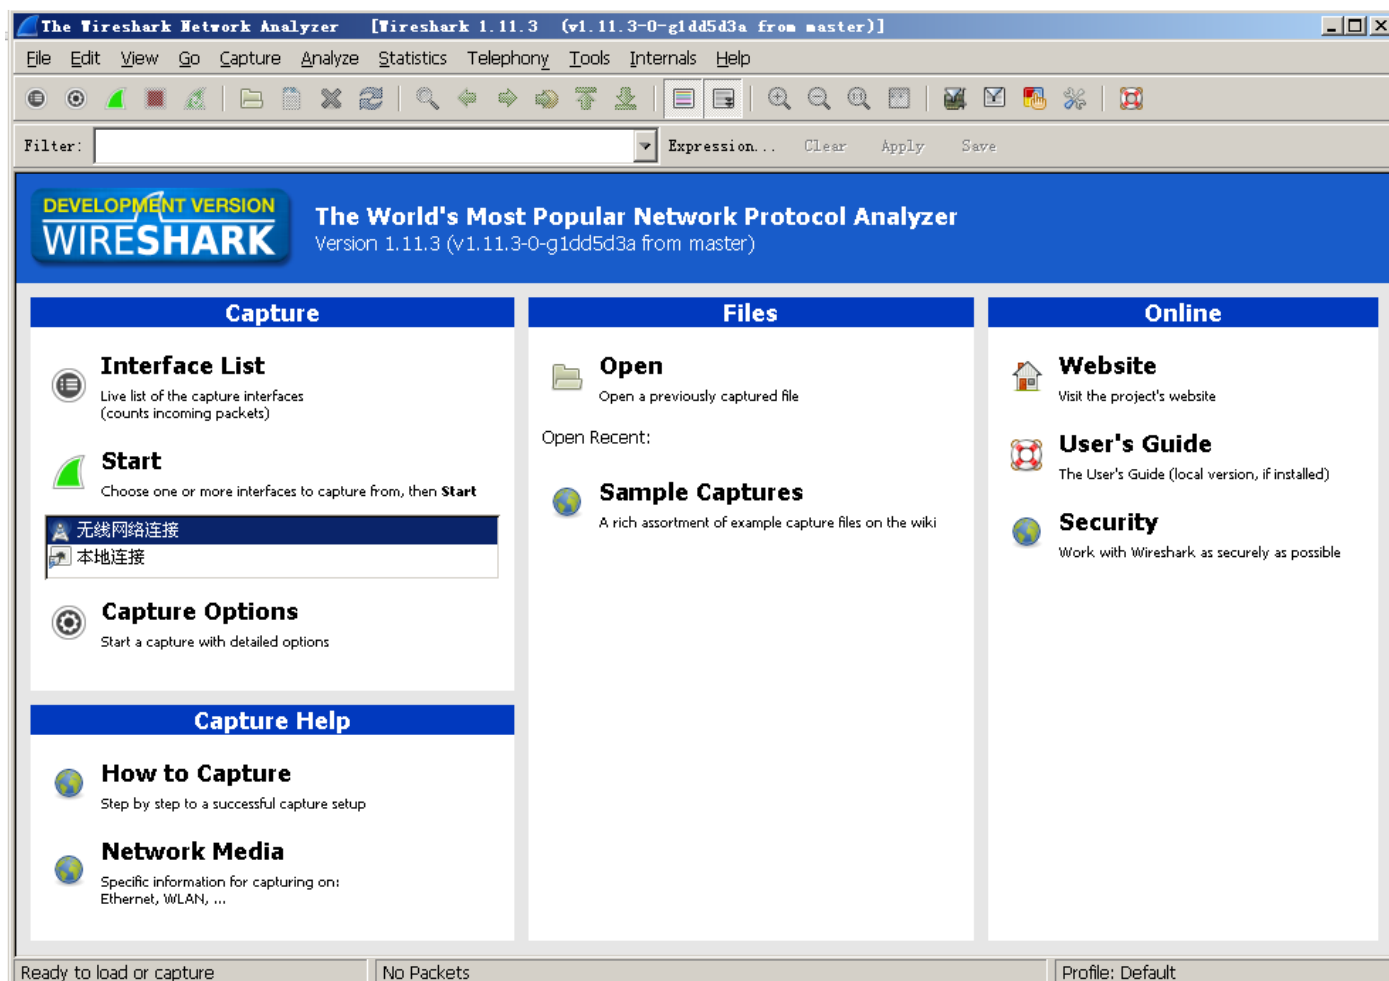 The Wireshark Network Analyzer [Wireshark 1.11.3 (v1.11.3-0-g1dd5d3a from master)]
File Edit View Go Capture Analyze Statistics Telephony Tools Internals Help
Filter: Expression... Clear Apply Save
DEVELOPMENT VERSION
WIRESHARK
The World's Most Popular Network Protocol Analyzer
Version 1.11.3 (v1.11.3-0-g1dd5d3a from master)
Capture
Interface List
Live list of the capture interfaces
(counts incoming packets)
Start
Choose one or more interfaces to capture from, then Start
无线网络连接
本地连接
Capture Options
Start a capture with detailed options
Capture Help
How to Capture
Step by step to a successful capture setup
Network Media
Specific information for capturing on:
Ethernet, WLAN, ...
Files
Open
Open a previously captured file
Open Recent:
Sample Captures
A rich assortment of example capture files on the wiki
Online
Website
Visit the project's website
User's Guide
The User's Guide (local version, if installed)
Security
Work with Wireshark as securely as possible
Ready to load or capture No Packets Profile: Default